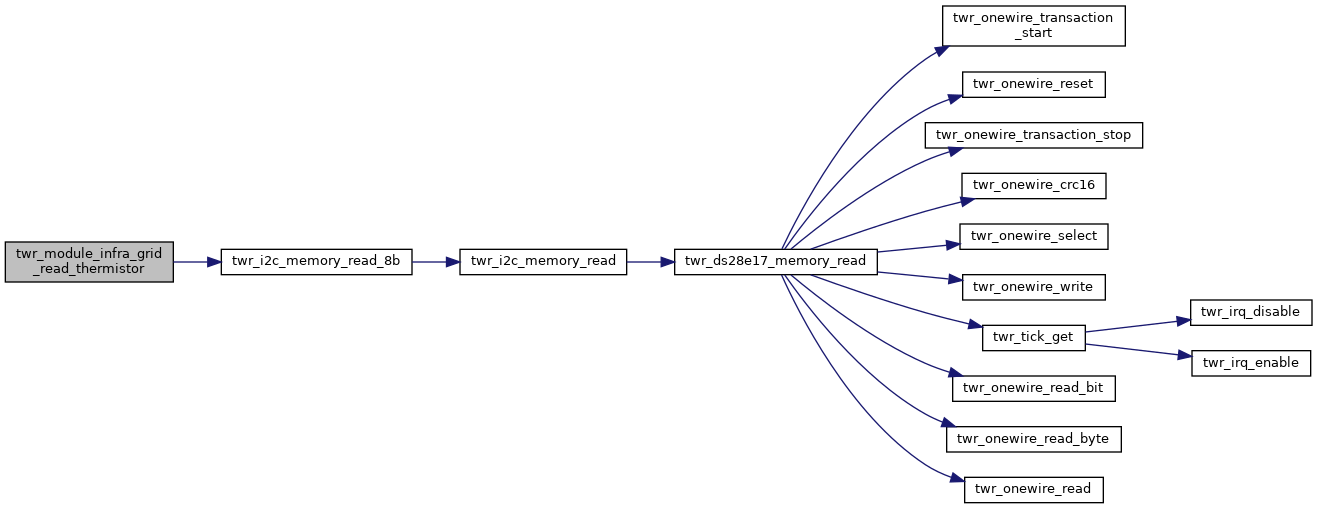 twr_module_infra_grid
_read_thermistor
twr_i2c_memory_read_8b
twr_i2c_memory_read
twr_ds28e17_memory_read
twr_onewire_transaction
_start
twr_onewire_reset
twr_onewire_transaction_stop
twr_onewire_crc16
twr_onewire_select
twr_onewire_write
twr_tick_get
twr_irq_disable
twr_irq_enable
twr_onewire_read_bit
twr_onewire_read_byte
twr_onewire_read